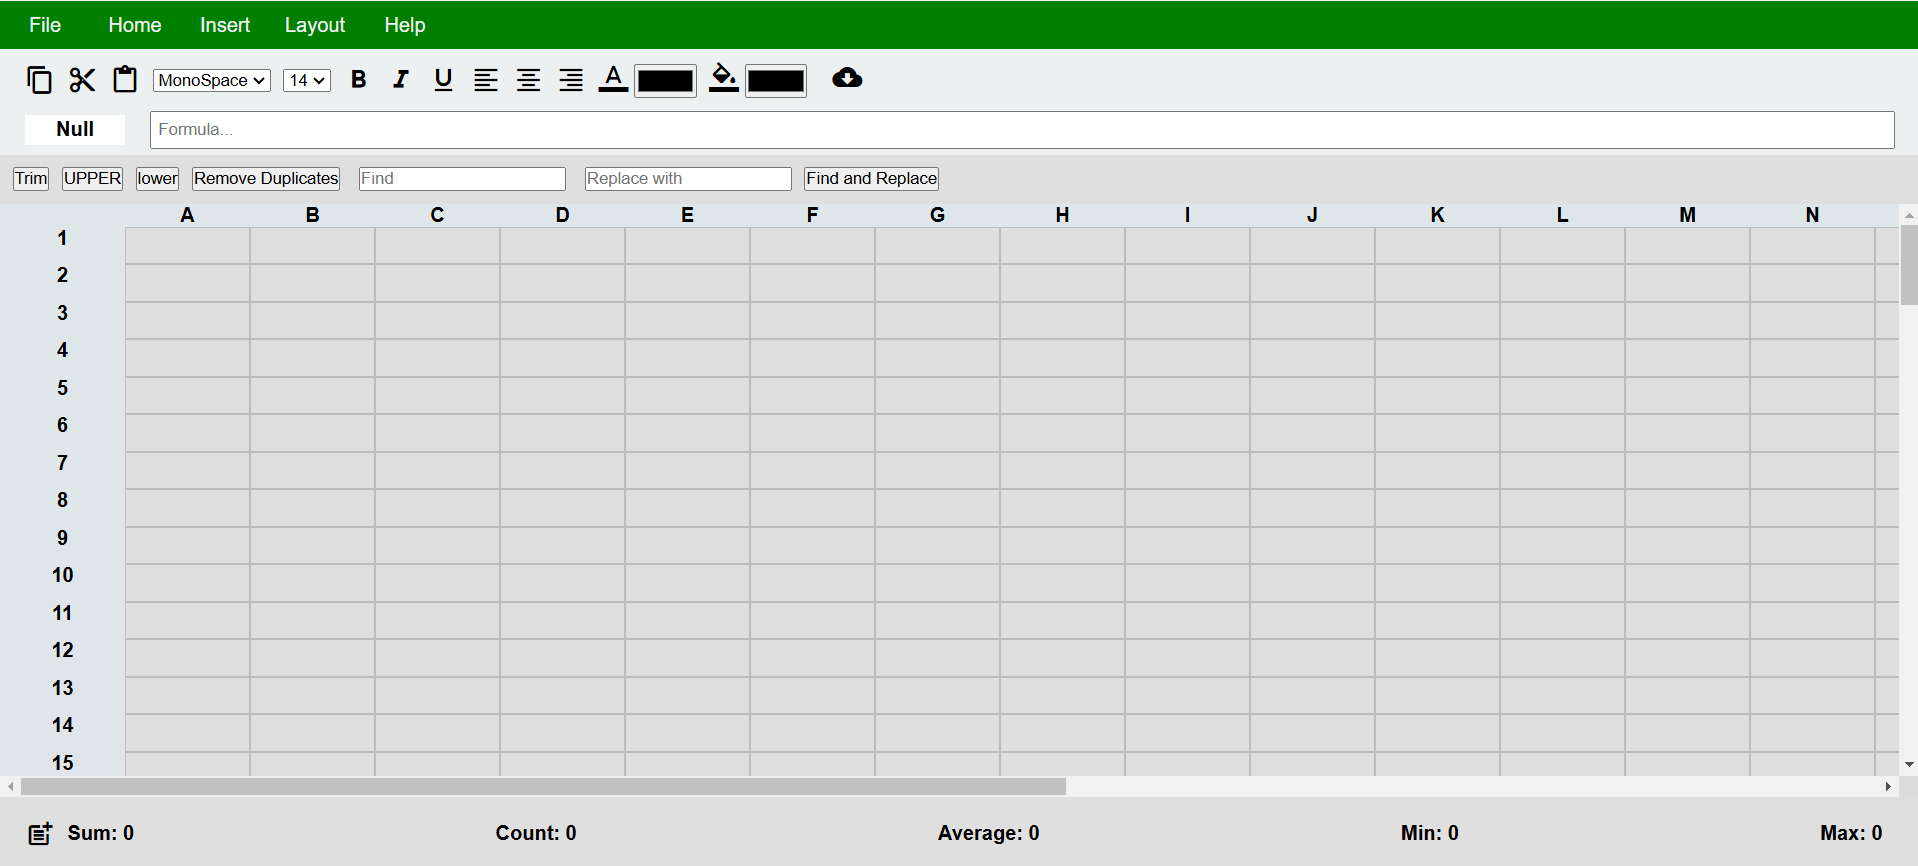 File Home Insert Layout Help
MonoSpace 14 B I U A
Null Formula...
Trim UPPER lower Remove Duplicates Find Replace with Find and Replace
A B C D E F G H I J K L M N
1
2
3
4
5
6
7
8
9
10
11
12
13
14
15
Sum: 0 Count: 0 Average: 0 Min: 0 Max: 0